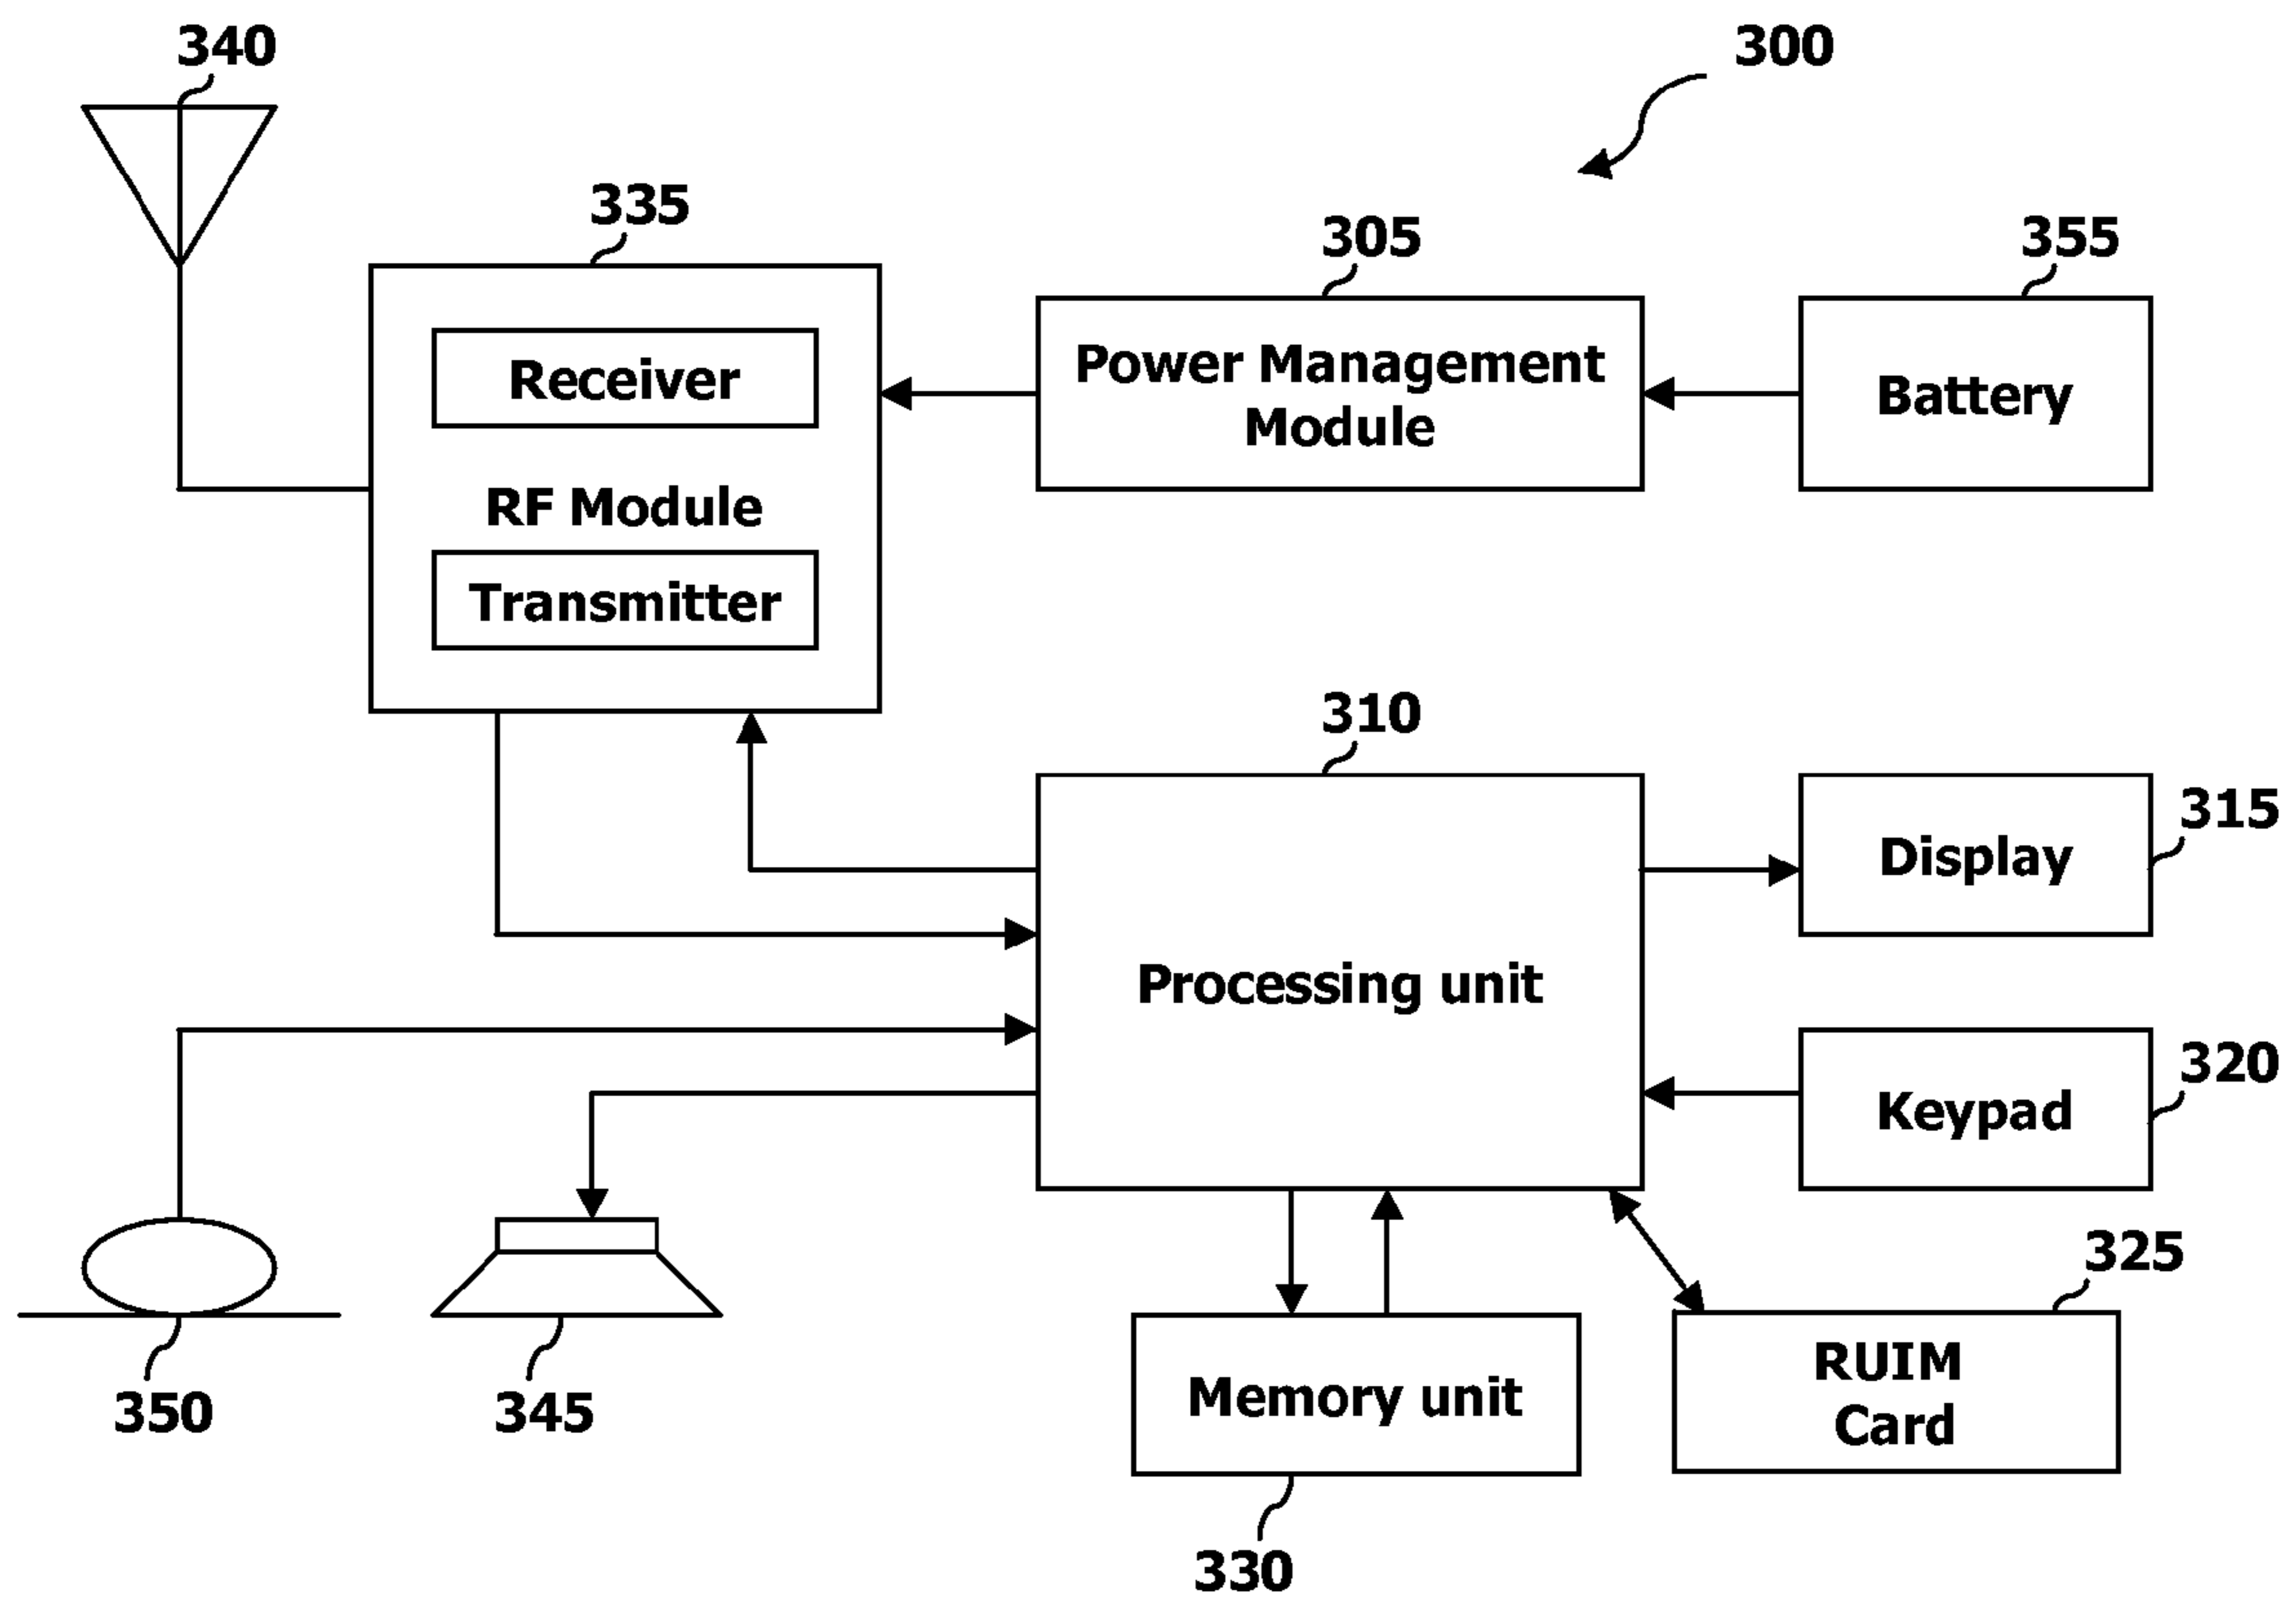 340
300
335
305
355
Receiver
Power Management
Module
Battery
RF Module
Transmitter
310
315
Display
Processing unit
320
Keypad
325
RUIM
Card
Memory unit
350
345
330